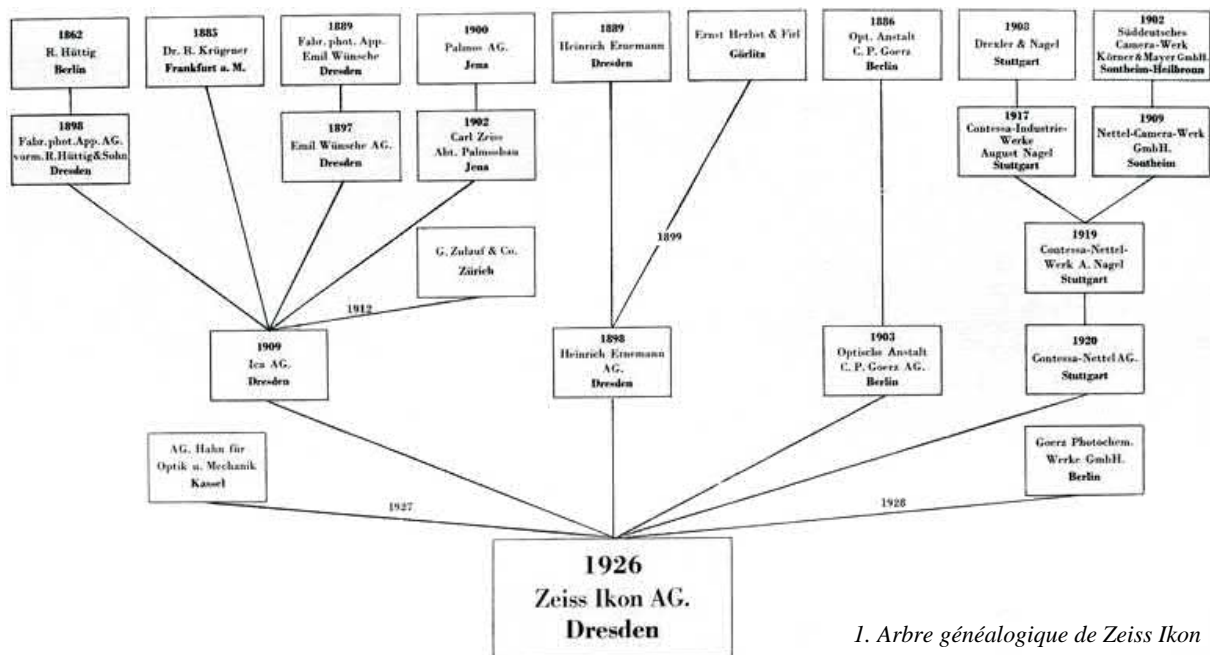 1862
R. Hüttig
Berlin
1885
Dr. R. Krügener
Frankfurt a. M.
1889
Fabr. phot. App.
Emil Wünsche
Dresden
1900
Palmos AG.
Jena
1889
Heinrich Ernemann
Dresden
Ernst Herbst & Firl
Görlitz
1886
Opt. Anstalt
C. P. Goerz
Berlin
1908
Drexler & Nagel
Stuttgart
1902
Süddeutsches
Camera-Werk
Körner&Mayer GmbH.
Sontheim-Heilbronn
1898
Fabr. phot. App. AG.
vorm. R. Hüttig&Sohn
Dresden
1897
Emil Wünsche AG.
Dresden
1902
Carl Zeiss
Abt. Palmosbau
Jena
1917
Contessa-Industrie-
Werke
August Nagel
Stuttgart
1909
Nettel-Camera-Werk
GmbH.
Sontheim
G. Zulauf & Co.
Zürich
1899
1919
Contessa-Nettel-
Werk A. Nagel
Stuttgart
1912
1909
Ica AG.
Dresden
1898
Heinrich Ernemann
AG.
Dresden
1903
Optische Anstalt
C. P. Goerz AG.
Berlin
1920
Contessa-Nettel AG.
Stuttgart
AG. Hahn für
Optik u. Mechanik
Kassel
Goerz Photochem.
Werke GmbH.
Berlin
1927
1928
1926
Zeiss Ikon AG.
Dresden
1. Arbre généalogique de Zeiss Ikon